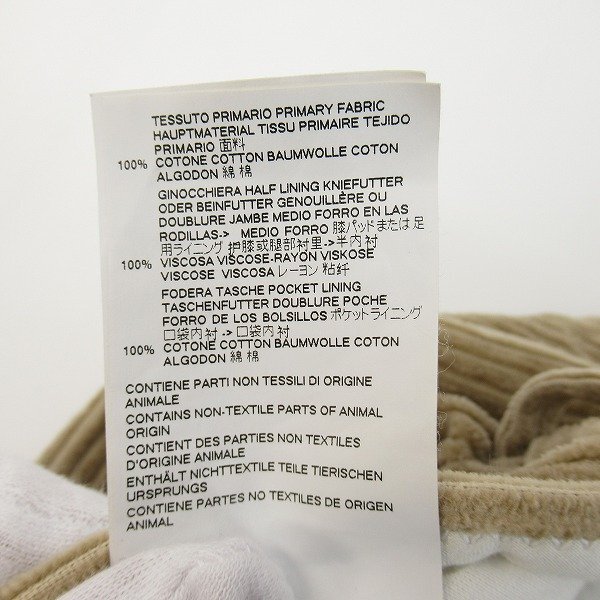 TESSUTO PRIMARIO PRIMARY FABRIC
HAUPTMATERIAL TISSU PRIMAIRE TEJIDO
PRIMARIO 面料
100% COTONE COTTON BAUMWOLLE COTON
ALGODON 綿 棉
GINOCCHIERA HALF LINING KNIEFUTTER
ODER BEINFUTTER GENOUILLÈRE OU
DOUBLURE JAMBE MEDIO FORRO EN LAS
RODILLAS-> MEDIO FORRO 膝パッドまたは 足
用ライニング 护膝或腿部衬里->半内 衬
100% VISCOSA VISCOSE-RAYON VISKOSE
VISCOSE VISCOSA レーヨン 粘纤
FODERA TASCHE POCKET LINING
TASCHENFUTTER DOUBLURE POCHE
FORRO DE LOS BOLSILLOS ポケットライニング
口袋内衬 -> 口袋内衬
100% COTONE COTTON BAUMWOLLE COTON
ALGODON 綿 棉
CONTIENE PARTI NON TESSILI DI ORIGINE
ANIMALE
CONTAINS NON-TEXTILE PARTS OF ANIMAL
ORIGIN
CONTIENT DES PARTIES NON TEXTILES
D'ORIGINE ANIMALE
ENTHÄLT NICHTTEXTILE TEILE TIERISCHEN
URSPRUNGS
CONTIENE PARTES NO TEXTILES DE ORIGEN
ANIMAL